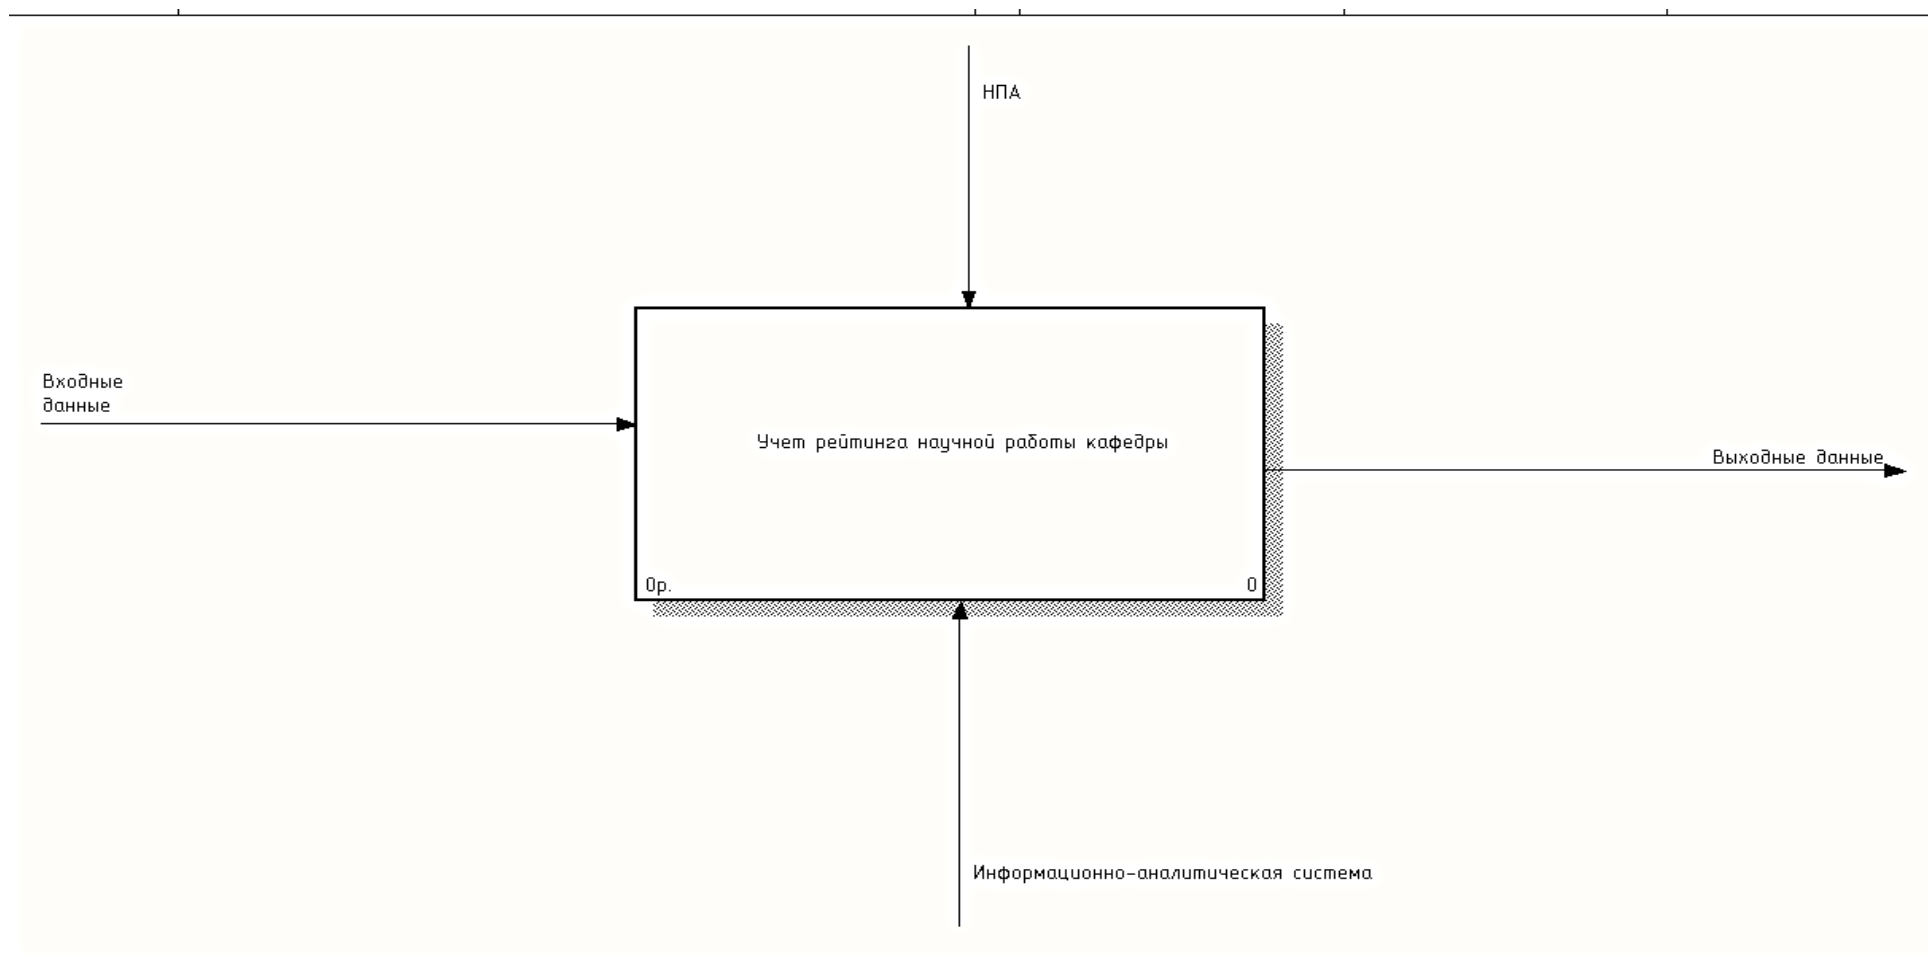 НПА
Входные
данные
Учет рейтинга научной работы кафедры
Выходные данные
0р.
0
Информационно-аналитическая система